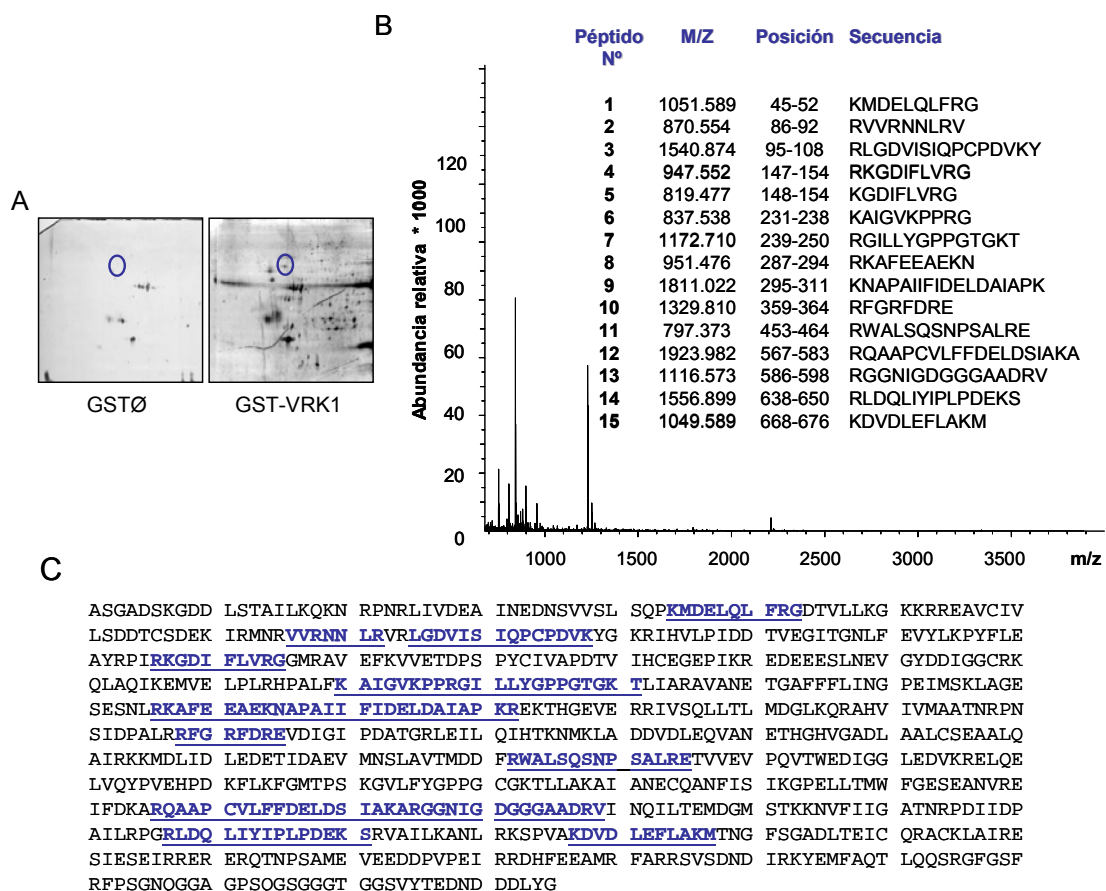 A
GSTØ
GST-VRK1
B
Péptido Nº M/Z Posición Secuencia
1 1051.589 45-52 KMDELQLFRG
2 870.554 86-92 RVVRNNLRV
3 1540.874 95-108 RLGDVISIQPCPDVKY
4 947.552 147-154 RKGDIFLVRG
5 819.477 148-154 KGDIFLVRG
6 837.538 231-238 KAIGVKPPRG
7 1172.710 239-250 RGILLYGPPGTGKT
8 951.476 287-294 RKAFEEAEKN
9 1811.022 295-311 KNAPAIIFIDELDAIAPK
10 1329.810 359-364 RFGRFDRE
11 797.373 453-464 RWALSQSNPSALRE
12 1923.982 567-583 RQAAPCVLFFDELDSIAKA
13 1116.573 586-598 RGGNIGDGGGAADRV
14 1556.899 638-650 RLDQLIYIPLPDEKS
15 1049.589 668-676 KDVDLEFLAKM
Abundancia relativa * 1000
120
100
80
60
40
20
0
1000 1500 2000 2500 3000 3500 m/z
C
ASGADSKGDD LSTAILKQKN RPNRLIVDEA INEDNSVVSL SQPKMDELQL FRGDTVLLKG KKRREAVCIV
LSDDTCSDEK IRMNRVVRNN LRVRLGDVIS IQPCPDVKYG KRIHVLPIDD TVEGITGNLF EVYLKPYFLE
AYRPIRKGDI FLVRGGMRAV EFKVVETDPS PYCIVAPDTV IHCEGEPIKR EDEEESLNEV GYDDIGGCRK
QLAQIKEMVE LPLRHPALFK AIGVKPPRGI LLYGPPGTGK TLIARAVANE TGAFFFLING PEIMSKLAGE
SESNLRKAFE EAEKNAPAII FIDELDAIAP KREKTHGEVE RRIVSQLLTL MDGLKQRAHV IVMAATNRPN
SIDPALRRFG RFDREVDIGI PDATGRLEIL QIHTKNMKLA DDVDLEQVAN ETHGHVGADL AALCSEAALQ
AIRKKMDLID LEDETIDAEV MNSLAVTMDD FRWALSQSNP SALRETVVEV PQVTWEDIGG LEDVKRELQE
LVQYPVEHPD KFLKFGMTPS KGVLFYGPPG CGKTLLAKAI ANECQANFIS IKGPELLTMW FGESEANVRE
IFDKARQAAP CVLFFDELDS IAKARGGNIG DGGGAADRVI NQILTEMDGM STKKNVFIIG ATNRPDIIDP
AILRPGRLDQ LIYIPLPDEK SRVAILKANL RKSPVAKDVD LEFLAKMTNG FSGADLTEIC QRACKLAIRE
SIESEIRRER ERQTNPSAME VEEDDPVPEI RRDHFEEAMR FARRSVSDND IRKYEMFAQT LQQSRGFGSF
RFPSGNQGGA GPSQGSGGGT GGSVYTEDND DDLYG